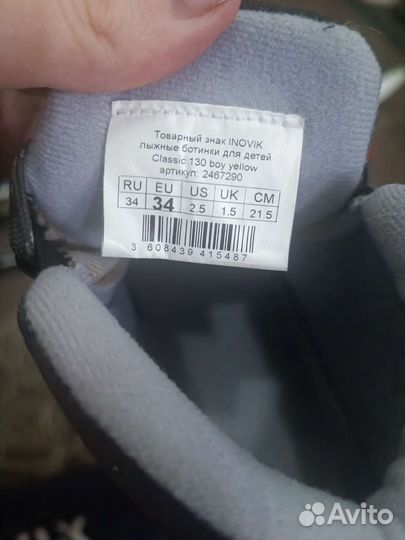 Товарный знак INOVIK
лыжные ботинки для детей
Classic 130 boy yellow
артикул: 2467290
RU EU US UK CM
34 34 2.5 1.5 21.5
3 608439 415487
Avito